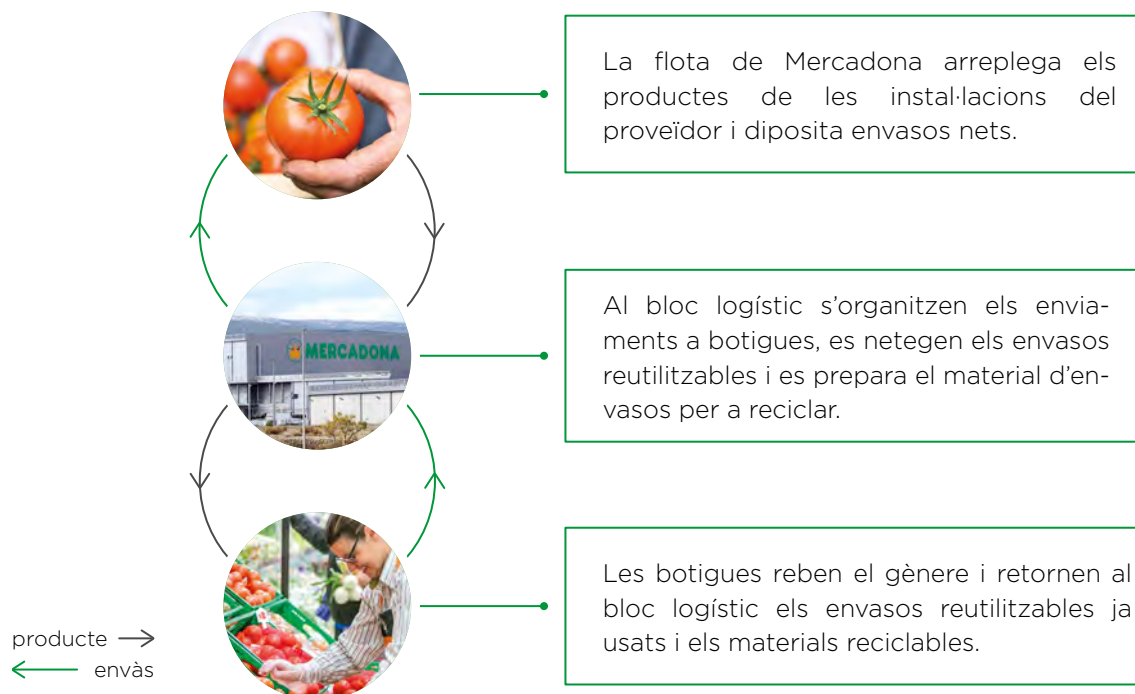 La flota de Mercadona arreplega els
productes de les instal·lacions del
proveïdor i diposita envasos nets.
MERCADONA
Al bloc logístic s’organitzen els envia-
ments a botigues, es netegen els envasos
reutilitzables i es prepara el material d’en-
vasos per a reciclar.
Les botigues reben el gènere i retornen al
bloc logístic els envasos reutilitzables ja
usats i els materials reciclables.
producte
envàs